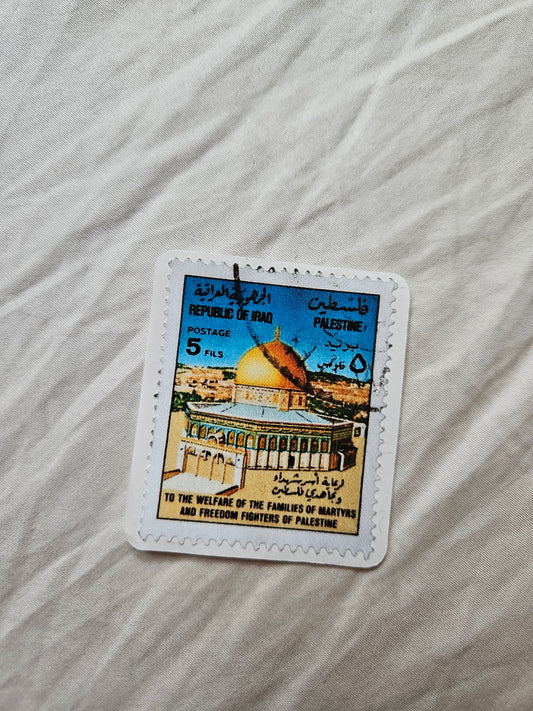 الجمهورية العراقية
فلسطين
REPUBLIC OF IRAQ
PALESTINE
POSTAGE
بريد
5 FILS
٥ فلوس
لرعاية أسر شهداء
ومجاهدي فلسطين
TO THE WELFARE OF THE FAMILIES OF MARTYRS
AND FREEDOM FIGHTERS OF PALESTINE